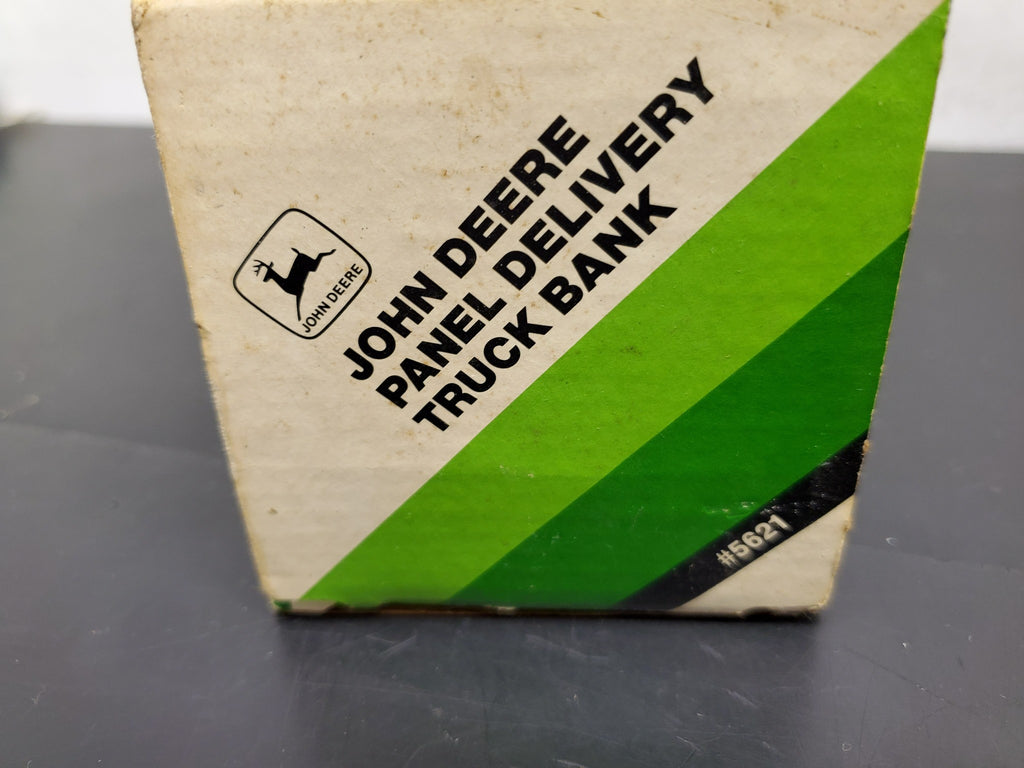 JOHN DEERE
JOHN DEERE
PANEL DELIVERY
TRUCK BANK
#5621